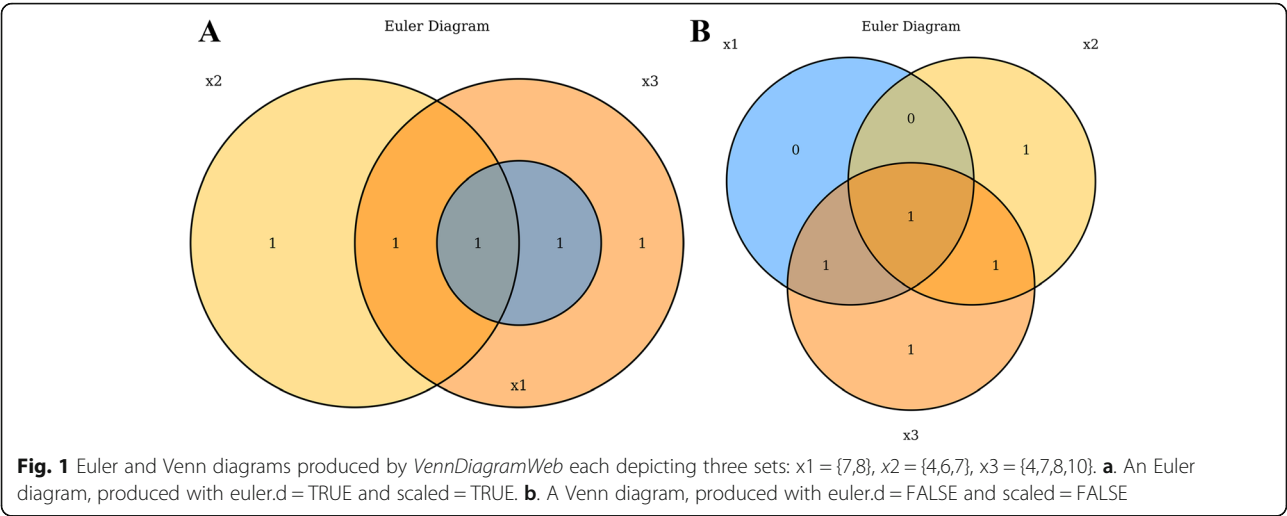 A
Euler Diagram
x2
x3
1
1
1
1
1
x1
B
Euler Diagram
x1
x2
0
0
1
1
1
1
1
x3
Fig. 1 Euler and Venn diagrams produced by VennDiagramWeb each depicting three sets: x1 = {7,8}, x2 = {4,6,7}, x3 = {4,7,8,10}. a. An Euler
diagram, produced with euler.d = TRUE and scaled = TRUE. b. A Venn diagram, produced with euler.d = FALSE and scaled = FALSE